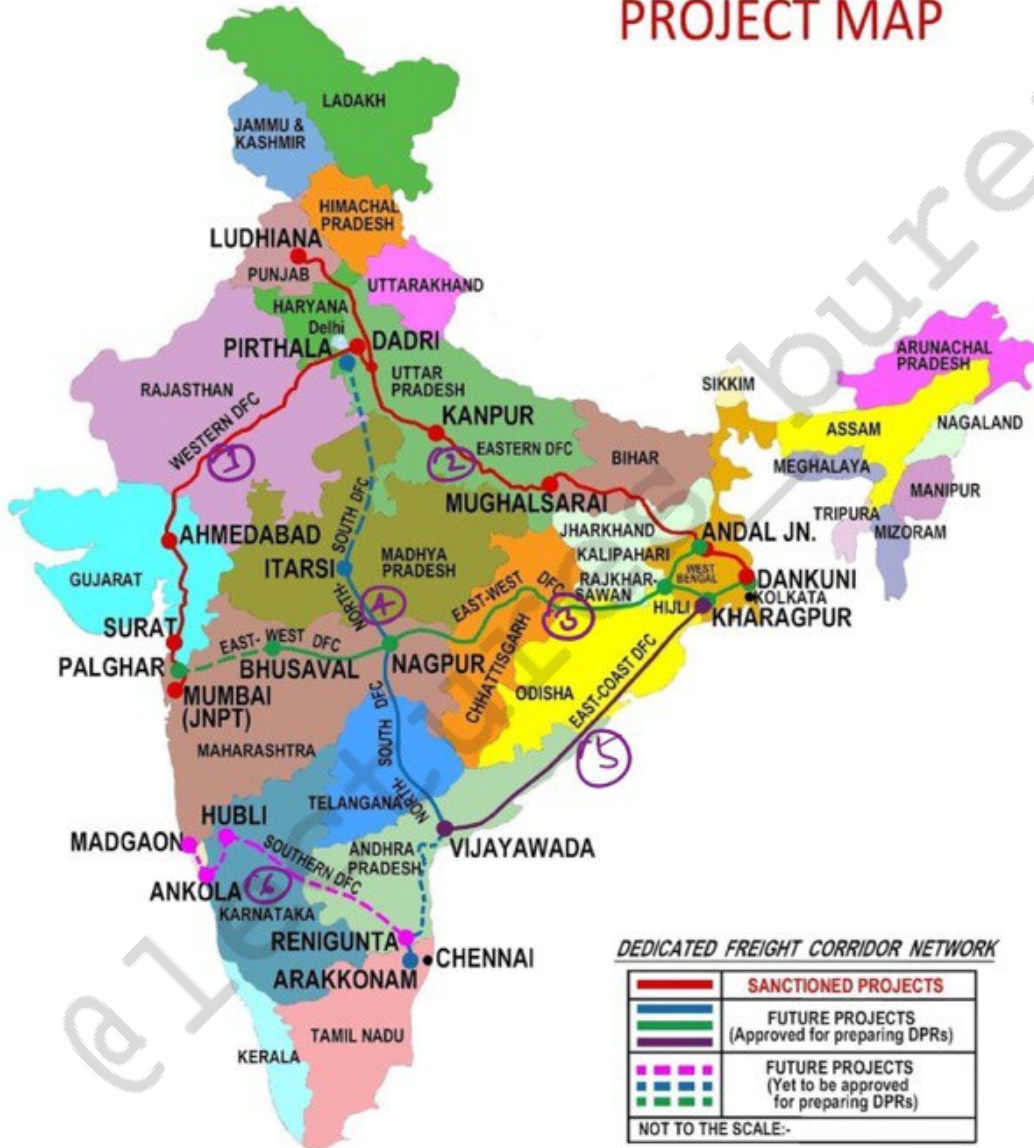 PROJECT MAP
LADAKH
JAMMU &
KASHMIR
HIMACHAL
PRADESH
LUDHIANA
PUNJAB
UTTARAKHAND
HARYANA
Delhi
PIRTHALA
DADRI
UTTAR
PRADESH
RAJASTHAN
WESTERN DFC
1
KANPUR
EASTERN DFC
2
BIHAR
MUGHALSARAI
SIKKIM
ARUNACHAL
PRADESH
ASSAM
NAGALAND
MEGHALAYA
MANIPUR
TRIPURA
MIZORAM
AHMEDABAD
GUJARAT
ITARSI
NORTH-
SOUTH DFC
4
MADHYA
PRADESH
JHARKHAND
KALIPAHARI
ANDAL JN.
WEST
BENGAL
RAJKHAR-
SAWAN
DANKUNI
KOLKATA
HIJLI
KHARAGPUR
EAST-WEST DFC
3
SURAT
EAST- WEST DFC
PALGHAR
BHUSAVAL
NAGPUR
CHHATTISGARH
ODISHA
EAST-COAST DFC
5
MUMBAI
(JNPT)
MAHARASHTRA
NORTH-
SOUTH DFC
TELANGANA
HUBLI
MADGAON
SOUTHERN DFC
6
ANDHRA
PRADESH
VIJAYAWADA
ANKOLA
KARNATAKA
RENIGUNTA
CHENNAI
ARAKKONAM
TAMIL NADU
KERALA
DEDICATED FREIGHT CORRIDOR NETWORK
SANCTIONED PROJECTS
FUTURE PROJECTS
(Approved for preparing DPRs)
FUTURE PROJECTS
(Yet to be approved
for preparing DPRs)
NOT TO THE SCALE:-